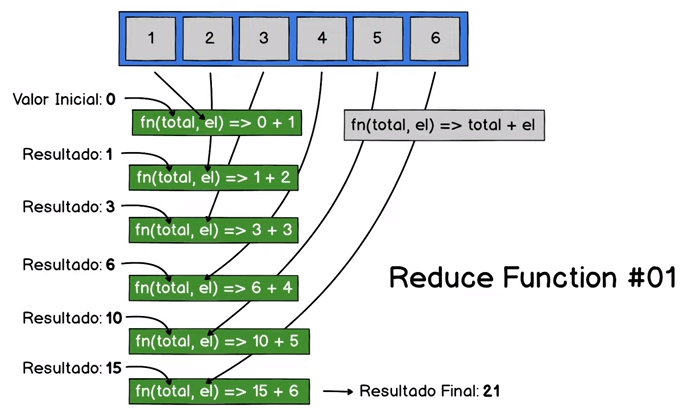 1 2 3 4 5 6
Valor Inicial: 0
fn(total, el) => 0 + 1
fn(total, el) => total + el
Resultado: 1
fn(total, el) => 1 + 2
Resultado: 3
fn(total, el) => 3 + 3
Resultado: 6
fn(total, el) => 6 + 4
Reduce Function #01
Resultado: 10
fn(total, el) => 10 + 5
Resultado: 15
fn(total, el) => 15 + 6
Resultado Final: 21